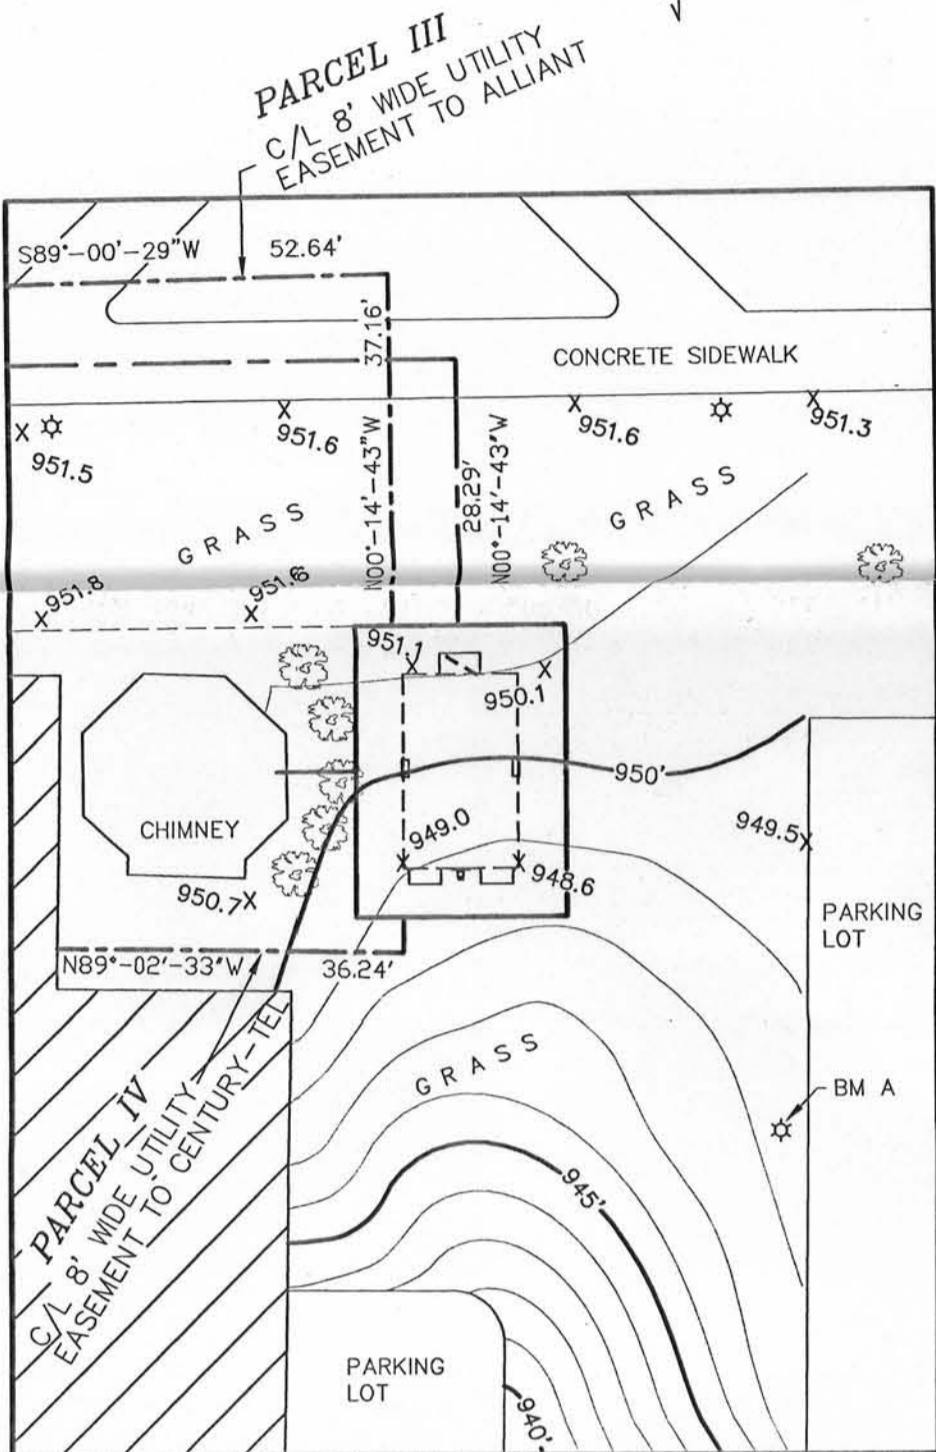 PARCEL III
C/L 8' WIDE UTILITY
EASEMENT TO ALLIANT
S89°-00'-29"W
52.64'
37.16'
CONCRETE SIDEWALK
951.5
951.6
N00°-14'-43"W
28.29'
N00°-14'-43"W
951.6
951.3
GRASS
GRASS
951.8
951.6
951.1
950.1
950'
CHIMNEY
949.0
949.5
950.7
948.6
PARKING
LOT
N89°-02'-33"W
36.24'
GRASS
BM A
PARCEL IV
C/L 8' WIDE UTILITY
EASEMENT TO CENTURY-TEL
945'
PARKING
LOT
940'